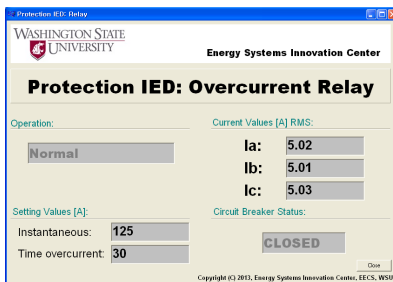 Protection IED: Relay
WASHINGTON STATE
UNIVERSITY
Energy Systems Innovation Center
Protection IED: Overcurrent Relay
Operation:
Normal
Current Values [A] RMS:
Ia: 5.02
Ib: 5.01
Ic: 5.03
Setting Values [A]:
Instantaneous: 125
Time overcurrent: 30
Circuit Breaker Status:
CLOSED
Close
Copyright (C) 2013, Energy Systems Innovation Center, EECS, WSU